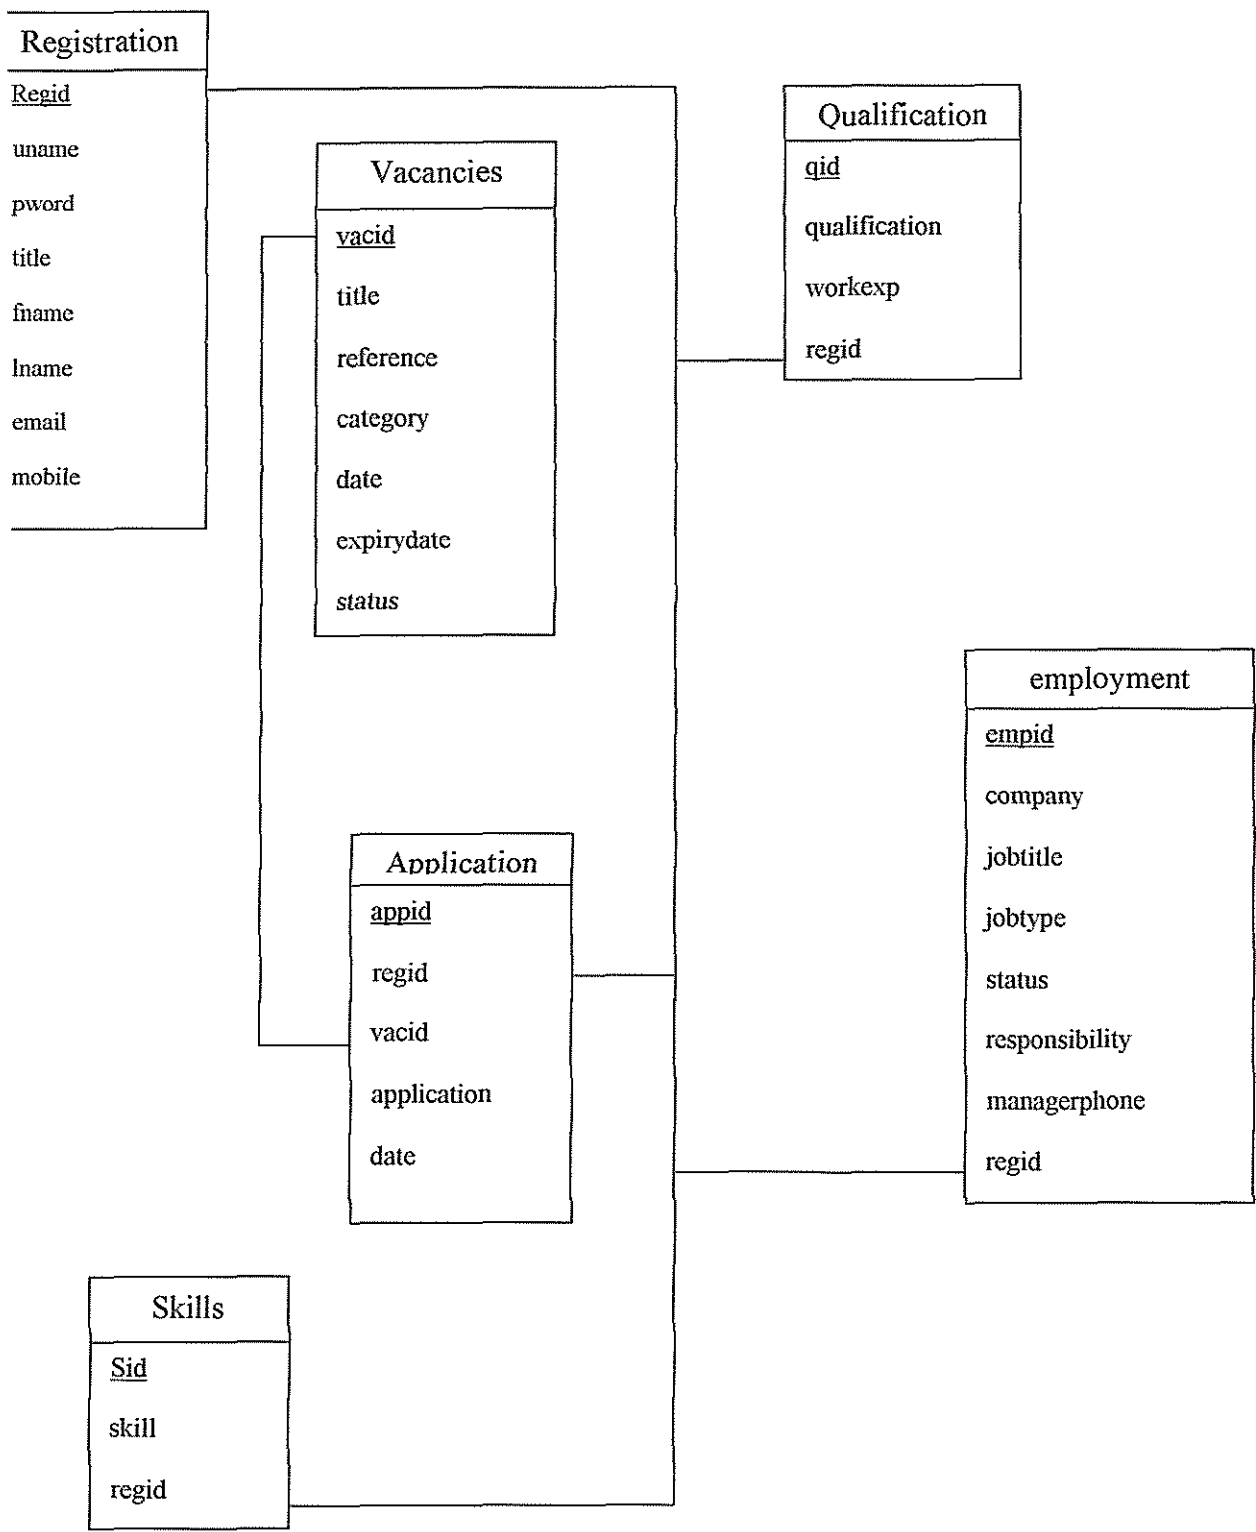 Registration
Regid
uname
pword
title
fname
lname
email
mobile
Vacancies
vacid
title
reference
category
date
expirydate
status
Qualification
qid
qualification
workexp
regid
employment
empid
company
jobtitle
jobtype
status
responsibility
managerphone
regid
Application
appid
regid
vacid
application
date
Skills
Sid
skill
regid